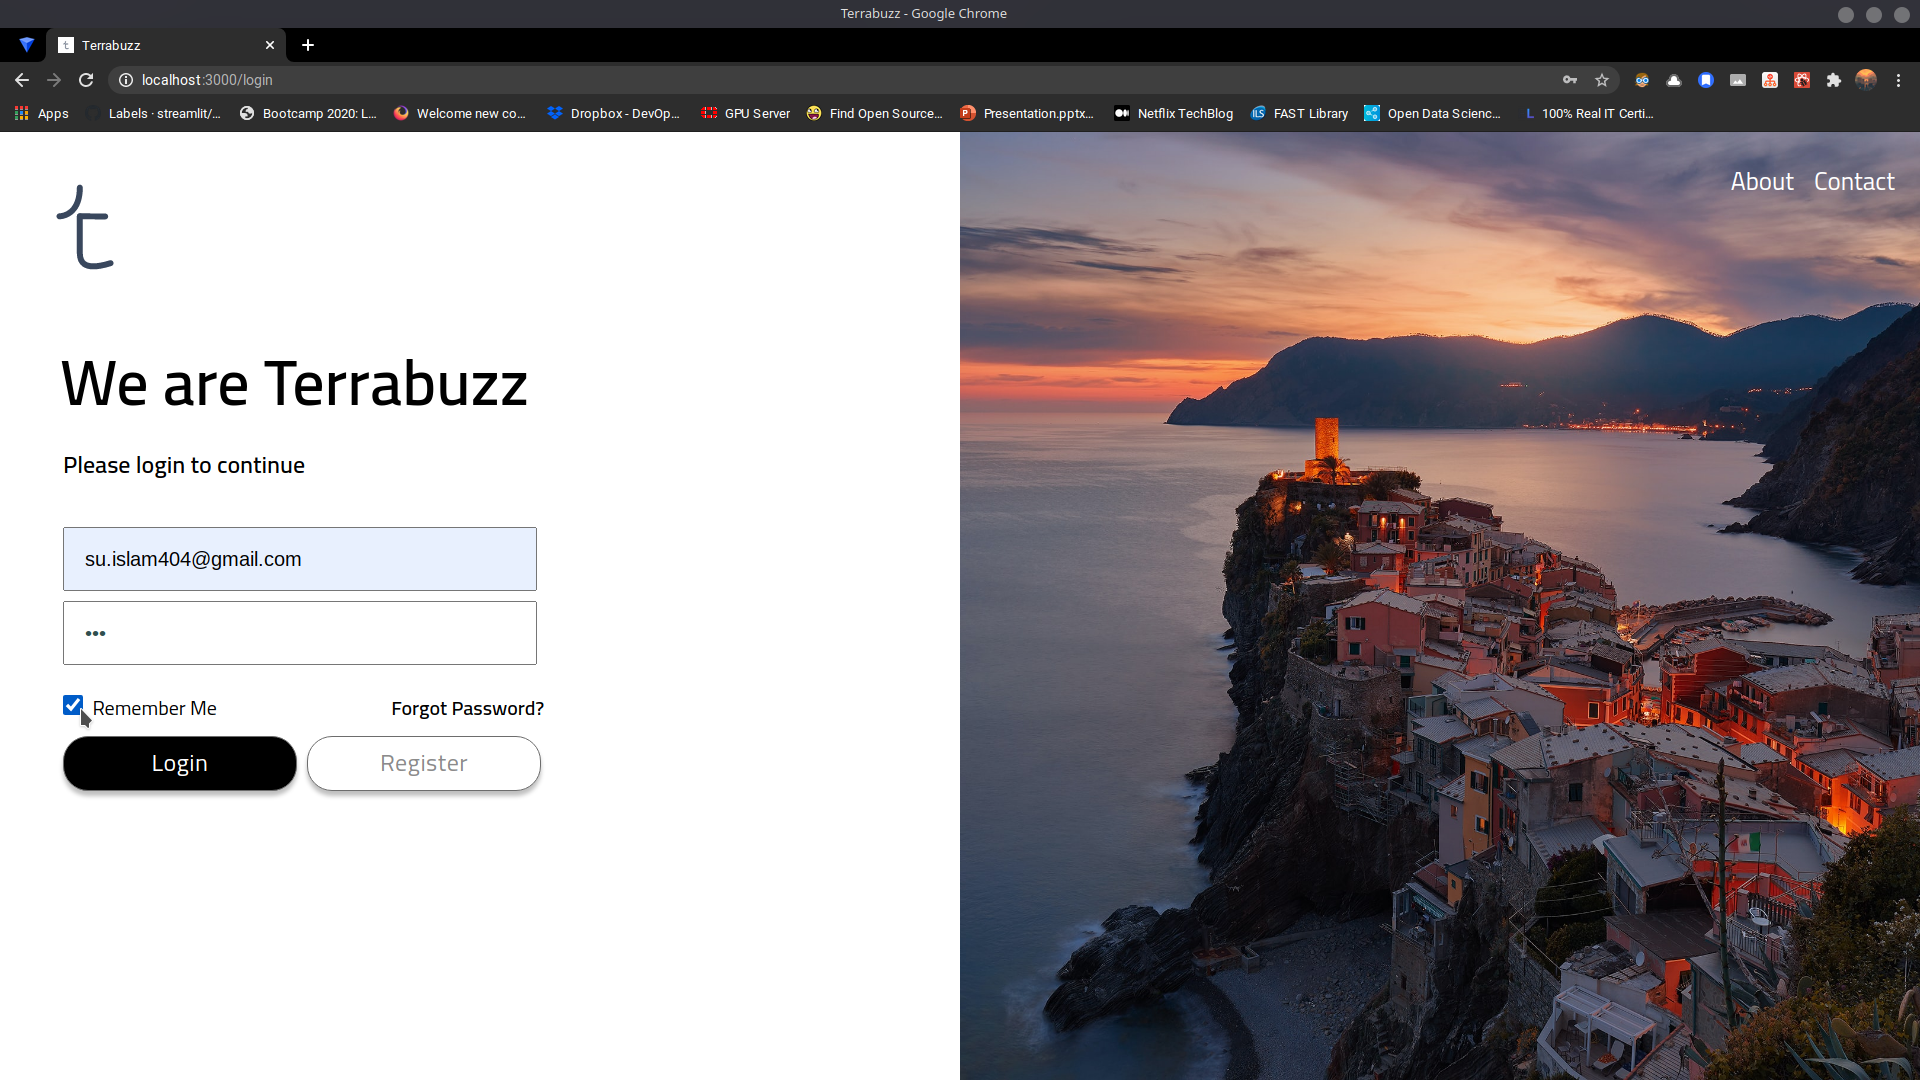 Terrabuzz - Google Chrome
Terrabuzz
localhost:3000/login
Apps Labels · streamlit/... Bootcamp 2020: L... Welcome new co... Dropbox - DevOp... GPU Server Find Open Source... Presentation.pptx... Netflix TechBlog FAST Library Open Data Scienc... 100% Real IT Certi...
About Contact
t
We are Terrabuzz
Please login to continue
su.islam404@gmail.com
•••
Remember Me Forgot Password?
Login Register